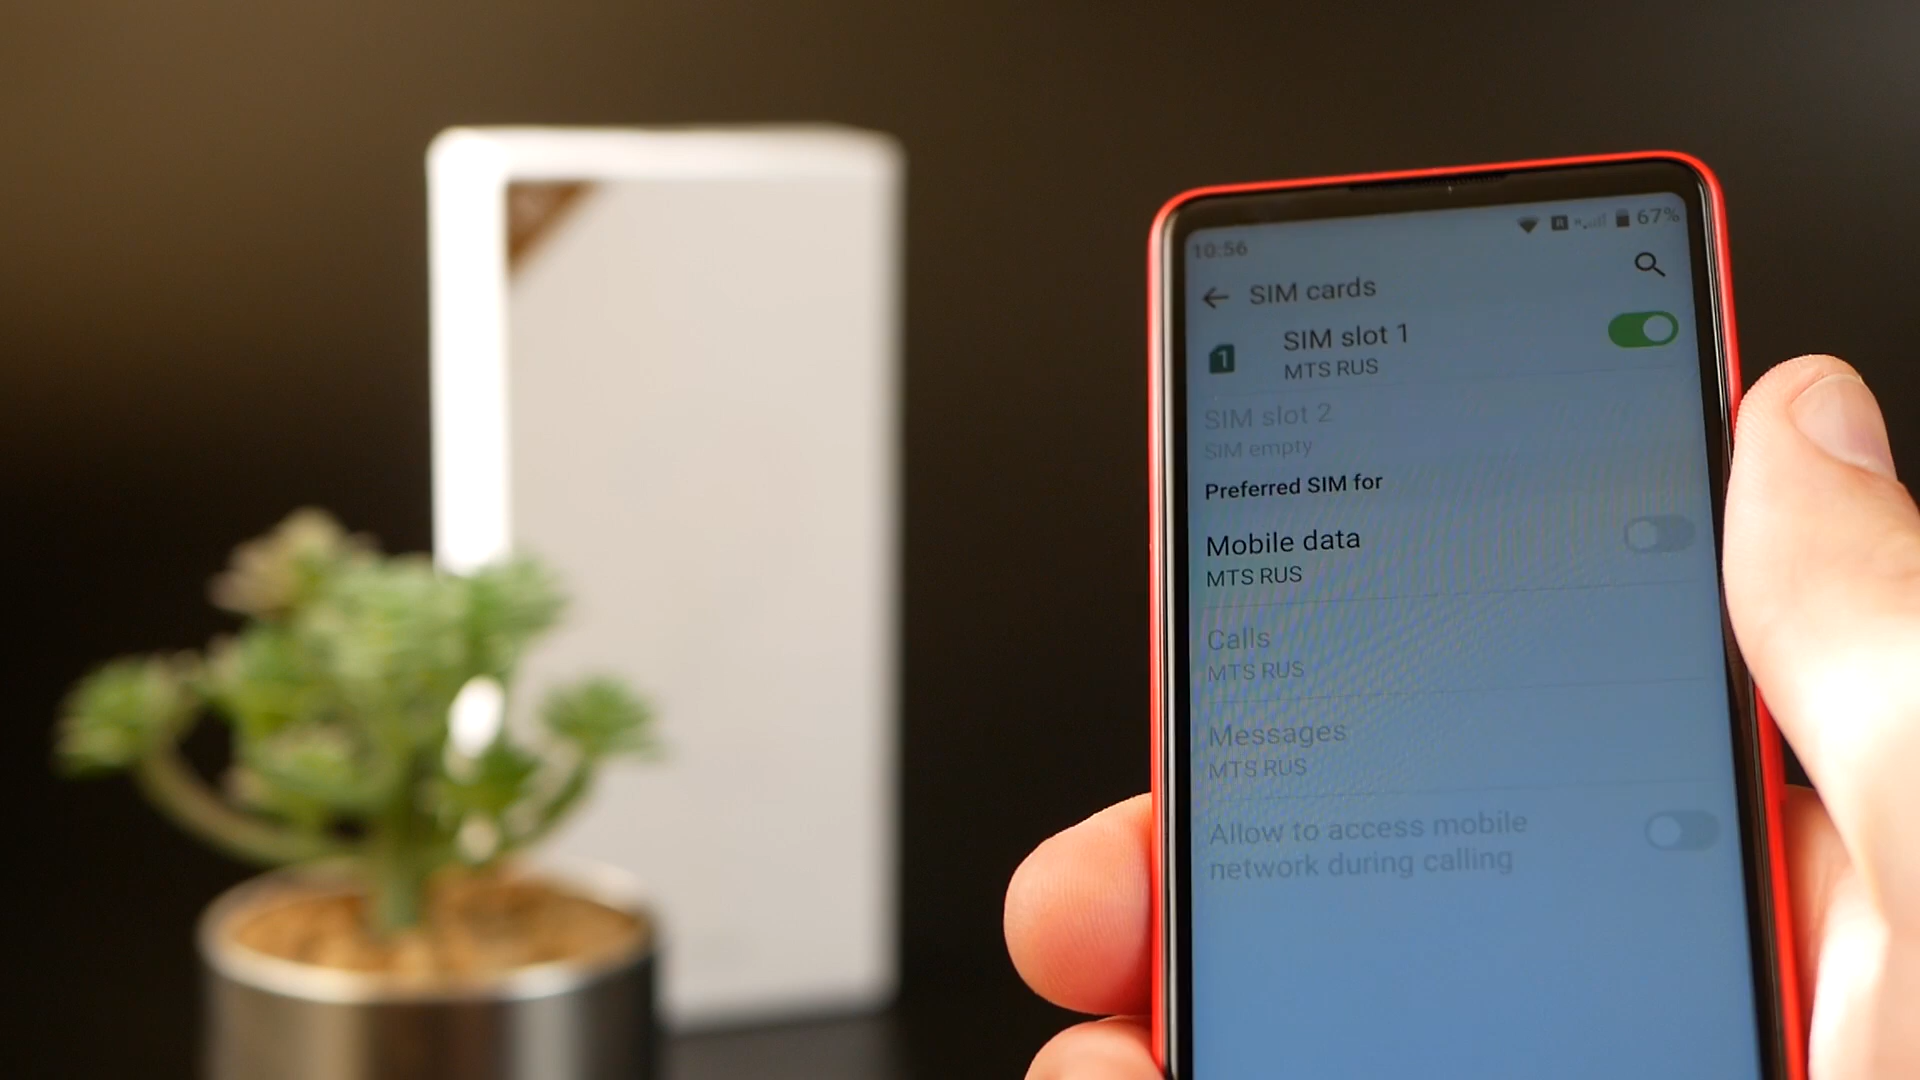 10:56
67%
SIM cards
1
SIM slot 1
MTS RUS
SIM slot 2
SIM empty
Preferred SIM for
Mobile data
MTS RUS
Calls
MTS RUS
Messages
MTS RUS
Allow to access mobile
network during calling